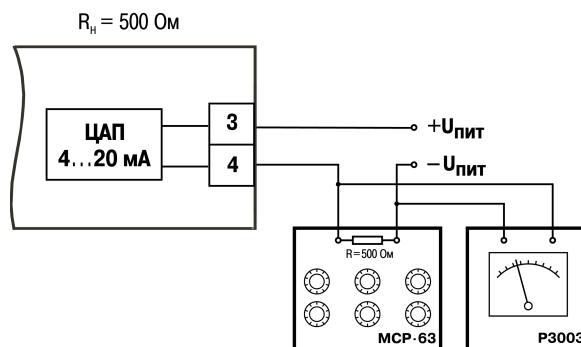 Rн = 500 Ом
ЦАП
4...20 мА
3
4
+Uпит
−Uпит
R=500 Ом
МСР-63
Р3003